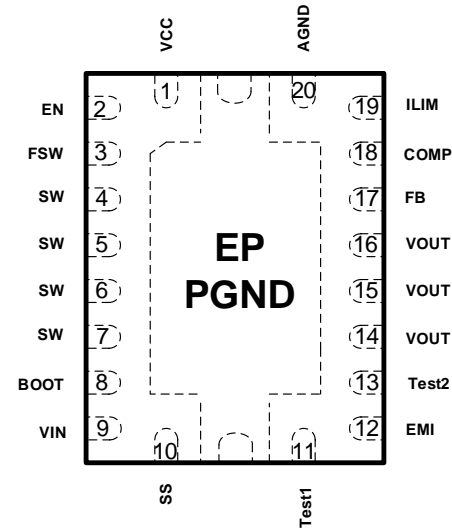 VCC AGND
1 20
EN 2 19 ILIM
FSW 3 18 COMP
SW 4 17 FB
SW 5 16 VOUT
EP
SW 6 15 VOUT
PGND
SW 7 14 VOUT
BOOT 8 13 Test2
VIN 9 12 EMI
10 11
SS Test1